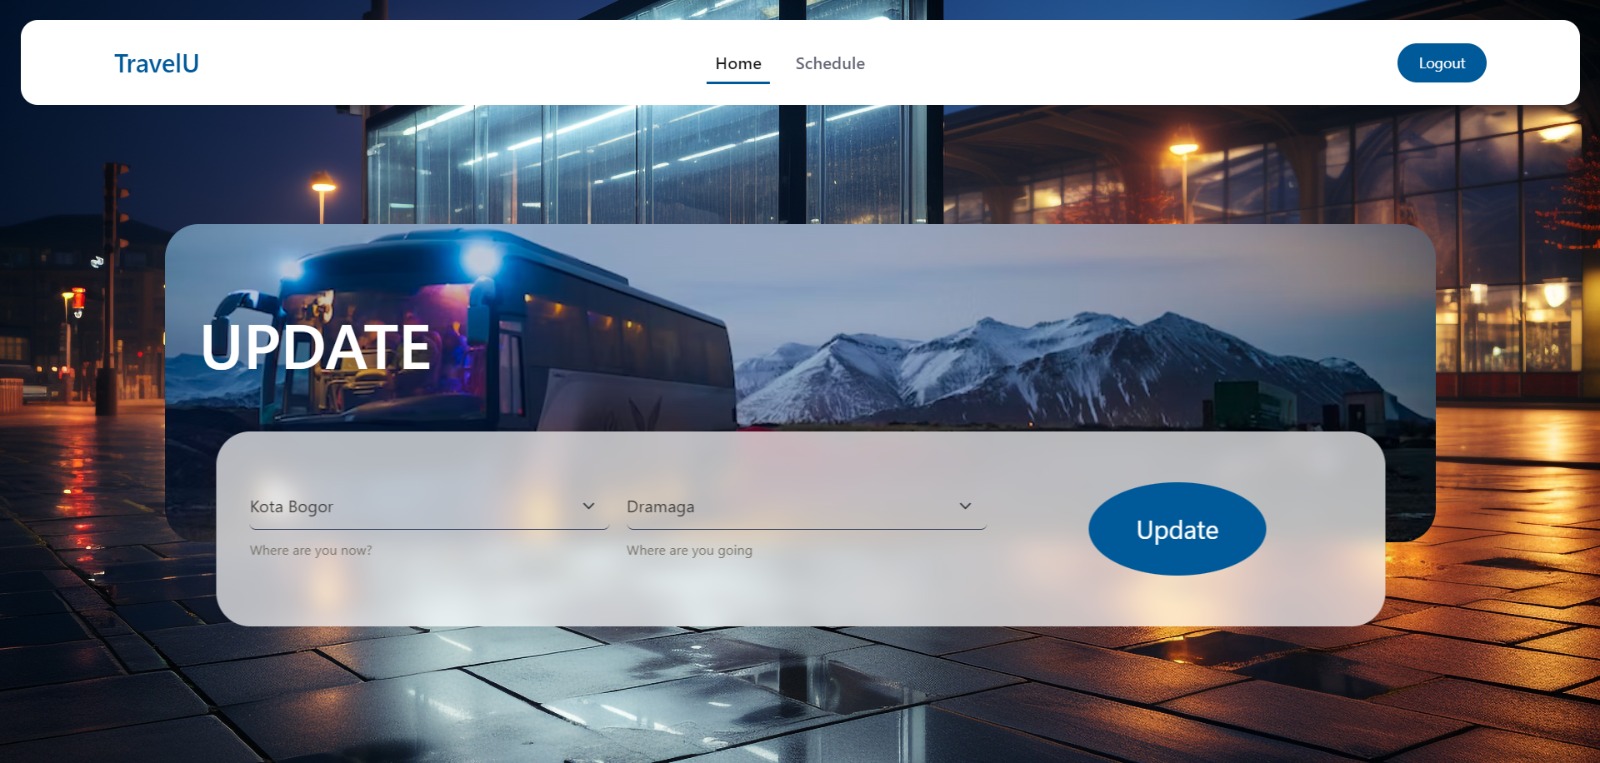 TravelU
Home Schedule
Logout
UPDATE
Kota Bogor
Dramaga
Where are you now?
Where are you going
Update